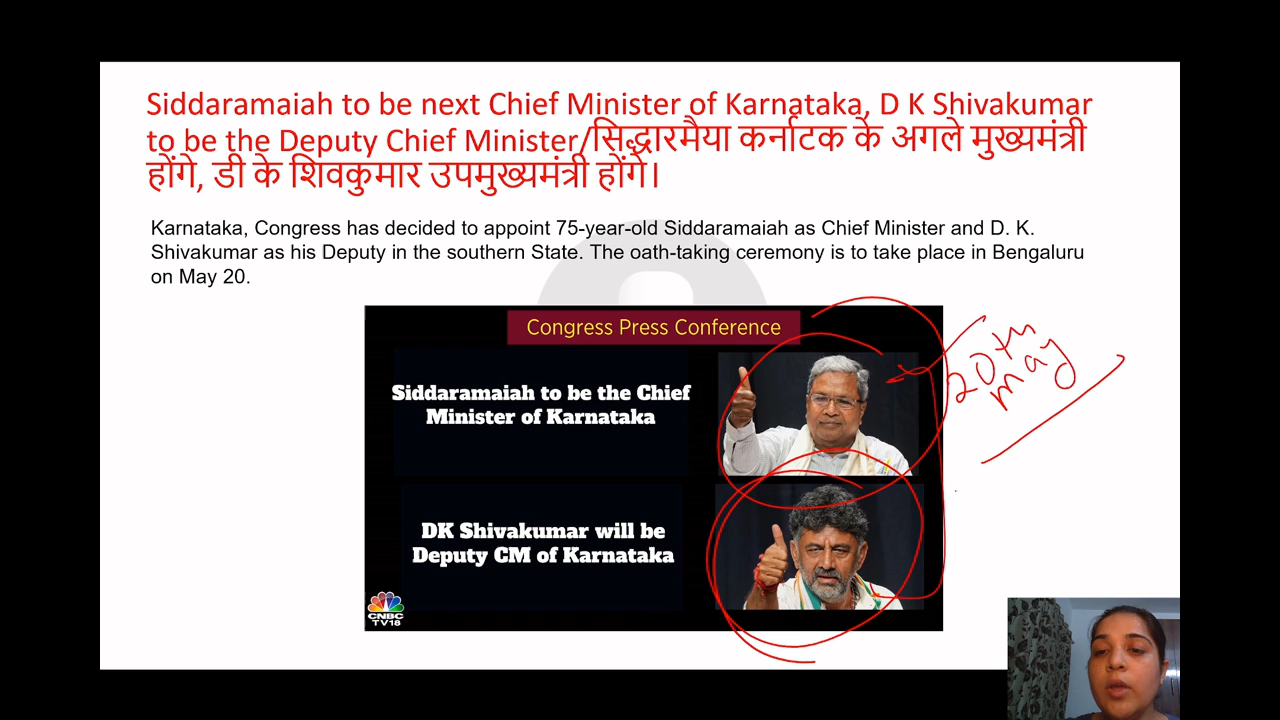 Siddaramaiah to be next Chief Minister of Karnataka, D K Shivakumar
to be the Deputy Chief Minister/सिद्धारमैया कर्नाटक के अगले मुख्यमंत्री
होंगे, डी के शिवकुमार उपमुख्यमंत्री होंगे।
Karnataka, Congress has decided to appoint 75-year-old Siddaramaiah as Chief Minister and D. K.
Shivakumar as his Deputy in the southern State. The oath-taking ceremony is to take place in Bengaluru
on May 20.
Congress Press Conference
Siddaramaiah to be the Chief
Minister of Karnataka
20th
may
DK Shivakumar will be
Deputy CM of Karnataka
CNBC
TV18